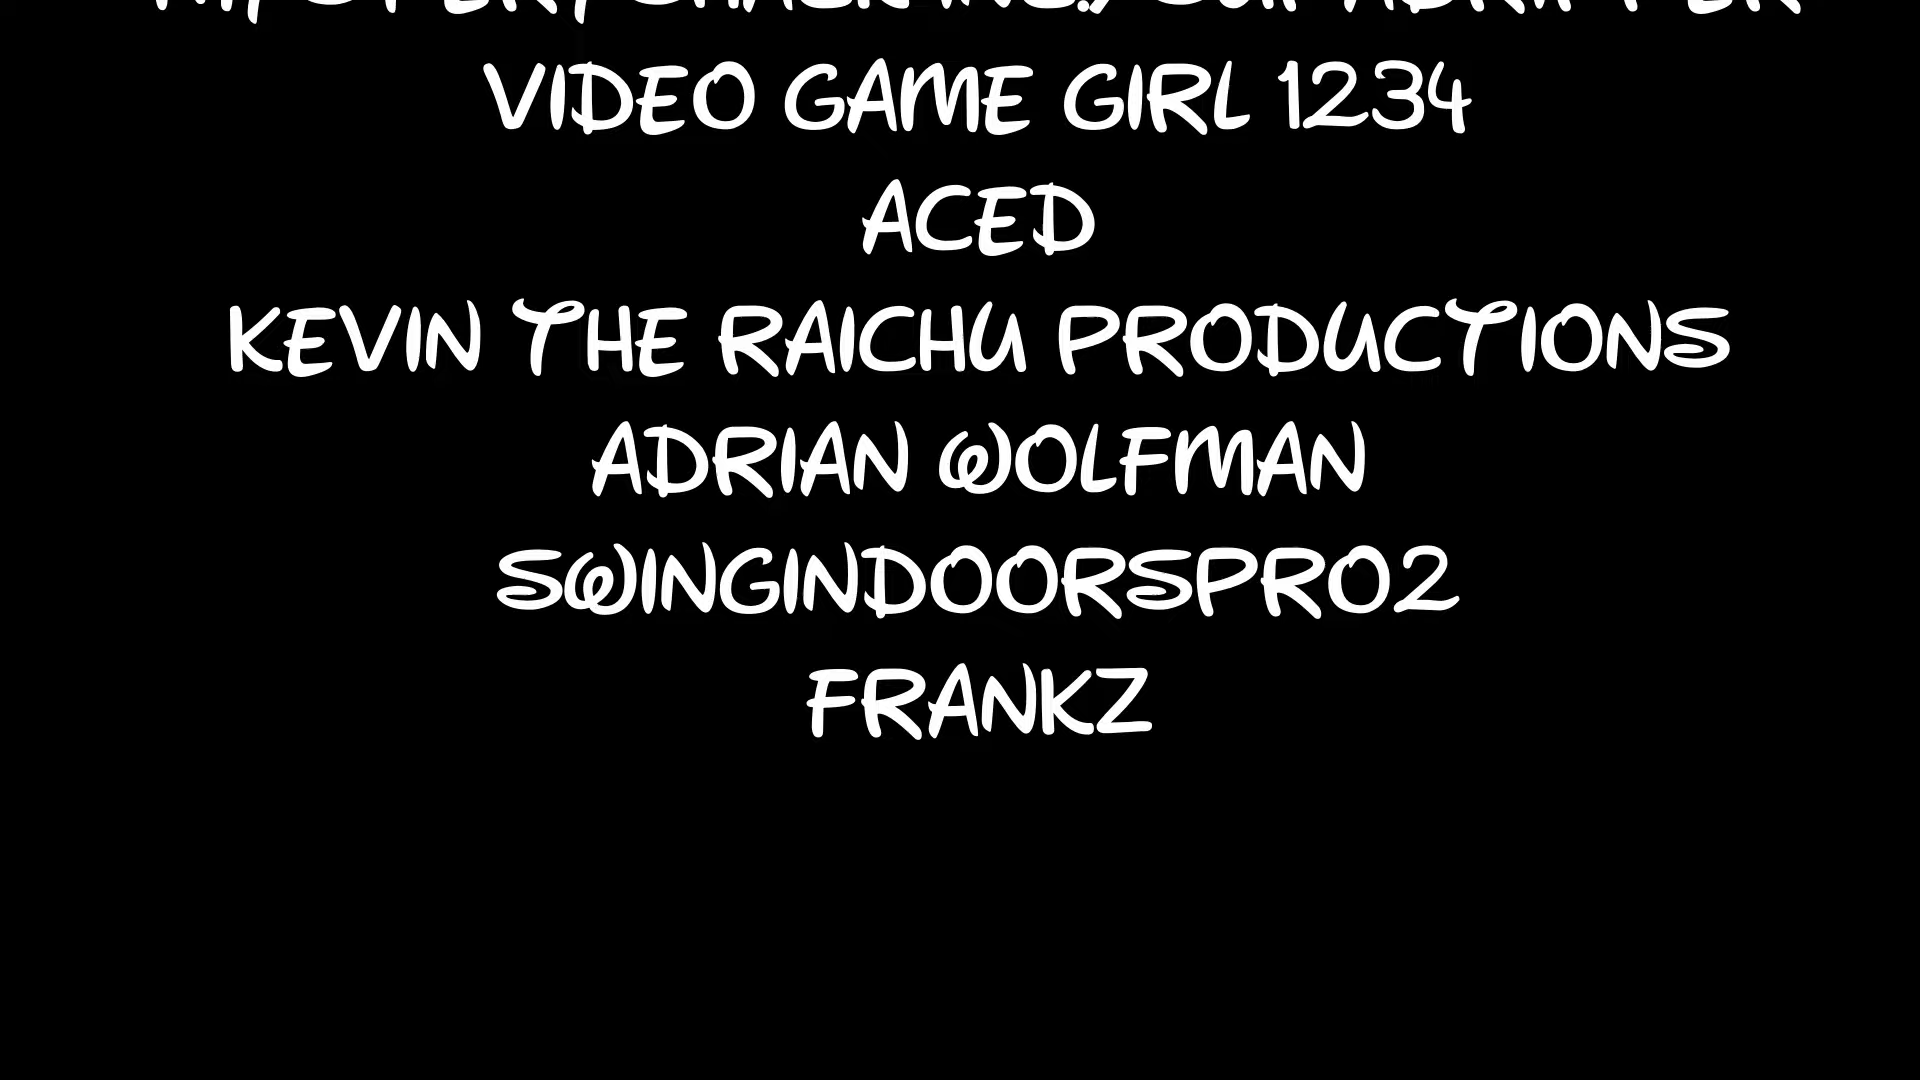 VIDEO GAME GIRL 1234
ACED
KEVIN THE RAICHU PRODUCTIONS
ADRIAN WOLFMAN
SWINGINDOORSPRO2
FRANKZ